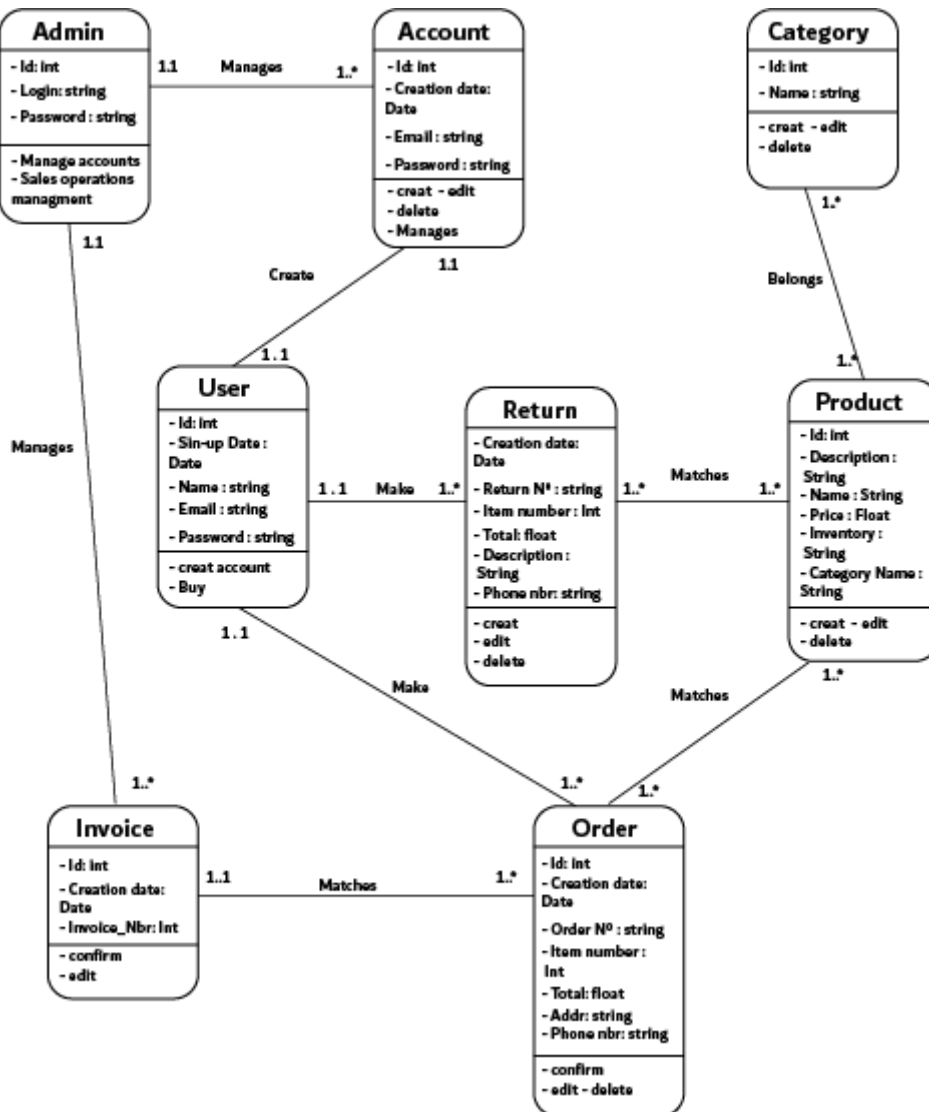 Admin
- Id: int
- Login: string
- Password : string
- Manage accounts
- Sales operations
managment
1.1
Manages
1..*
Account
- Id: int
- Creation date:
Date
- Email : string
- Password : string
- creat - edit
- delete
- Manages
Category
- Id: int
- Name : string
- creat - edit
- delete
1.1
1.1
1..*
Create
Belongs
1 . 1
1..*
User
- Id: int
- Sin-up Date :
Date
- Name : string
- Email : string
- Password : string
- creat account
- Buy
Manages
1 . 1
Make
1..*
Return
- Creation date:
Date
- Return N° : string
- Item number : Int
- Total: float
- Description :
String
- Phone nbr: string
- creat
- edit
- delete
1..*
Matches
1..*
Product
- Id: int
- Description :
String
- Name : String
- Price : Float
- Inventory :
String
- Category Name :
String
- creat - edit
- delete
1 . 1
1..*
Make
Matches
1..*
1..*
1..*
Invoice
- Id: int
- Creation date:
Date
- Invoice_Nbr: Int
- confirm
- edit
1..1
Matches
1..*
Order
- Id: int
- Creation date:
Date
- Order Nº : string
- Item number :
Int
- Total: float
- Addr: string
- Phone nbr: string
- confirm
- edit - delete